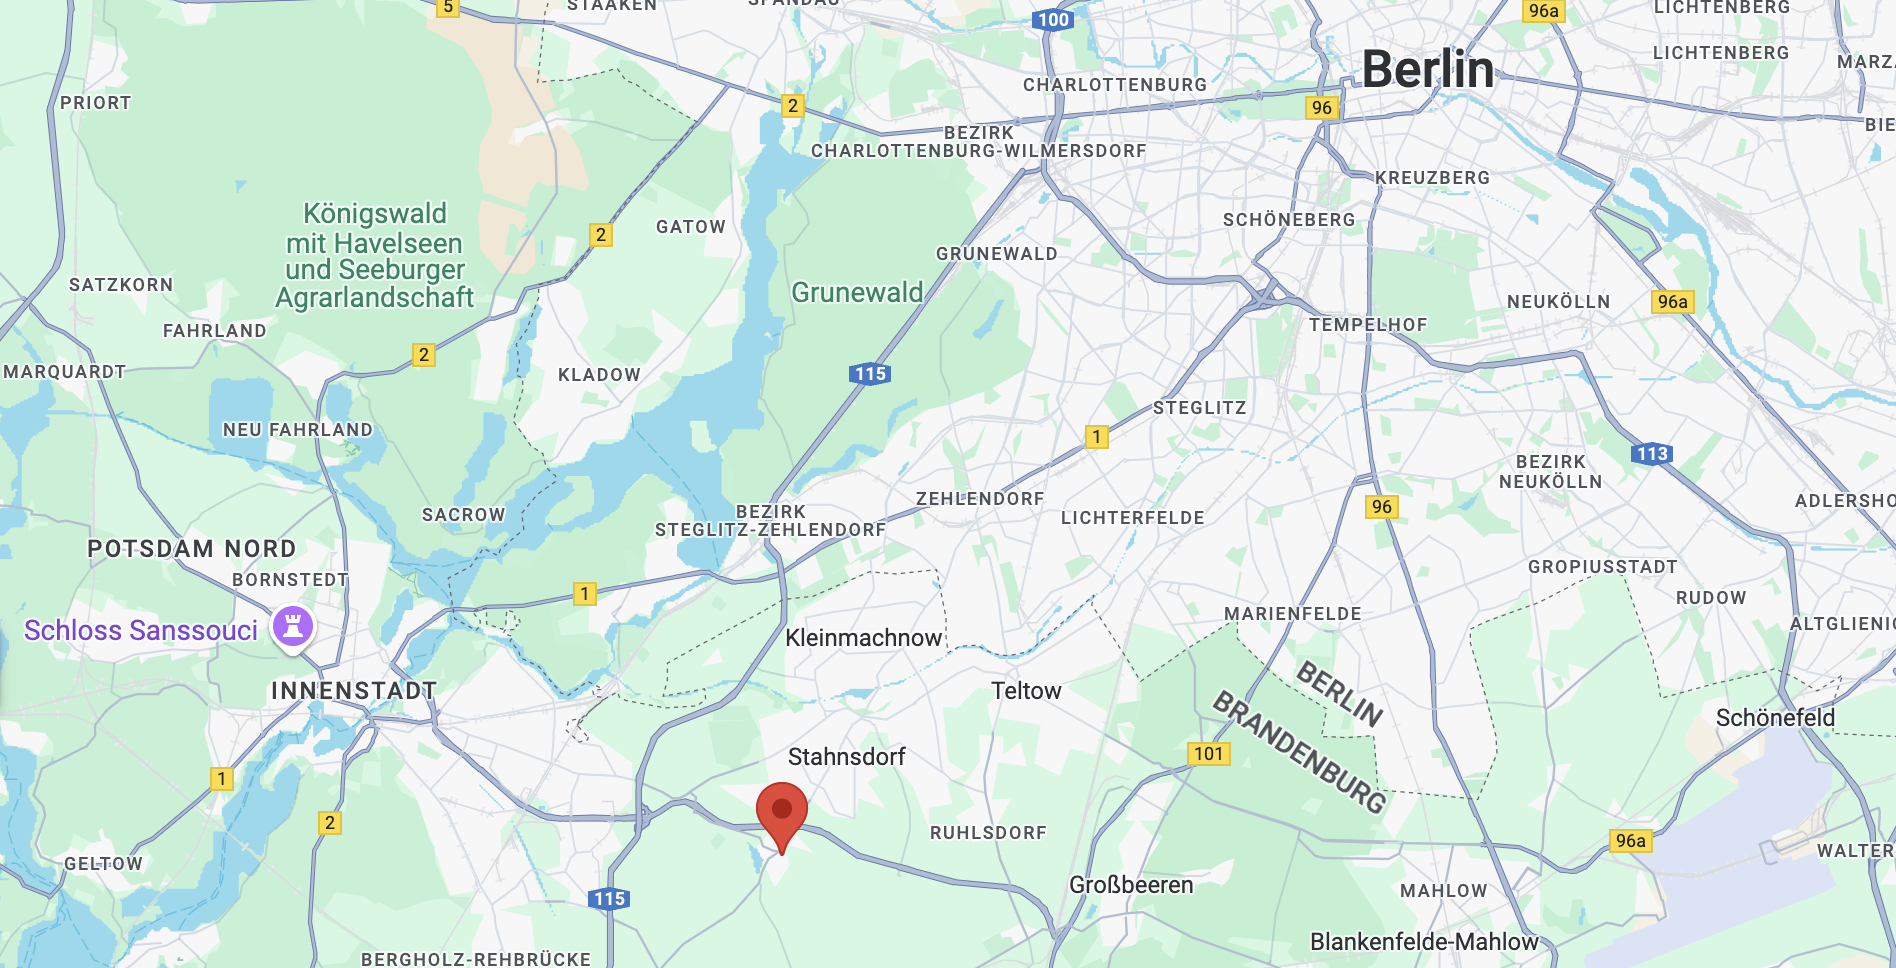 5
STAAKEN
100
96a
LICHTENBERG
Berlin
LICHTENBERG
PRIORT
2
CHARLOTTENBURG
96
BEZIRK
CHARLOTTENBURG-WILMERSDORF
KREUZBERG
Königswald
mit Havelseen
und Seeburger
Agrarlandschaft
GATOW
2
SCHÖNEBERG
GRUNEWALD
SATZKORN
Grunewald
NEUKÖLLN
96a
FAHRLAND
TEMPELHOF
2
MARQUARDT
KLADOW
115
STEGLITZ
NEU FAHRLAND
1
113
BEZIRK
NEUKÖLLN
SACROW
BEZIRK
STEGLITZ-ZEHLENDORF
ZEHLENDORF
LICHTERFELDE
96
ADLERSHO
POTSDAM NORD
BORNSTEDT
1
GROPIUSSTADT
RUDOW
MARIENFELDE
ALTGLIENIC
Schloss Sanssouci
Kleinmachnow
INNENSTADT
Teltow
BERLIN
BRANDENBURG
Schönefeld
Stahnsdorf
101
1
2
RUHLSDORF
96a
WALTER
GELTOW
Großbeeren
MAHLOW
115
BERGHOLZ-REHBRÜCKE
Blankenfelde-Mahlow